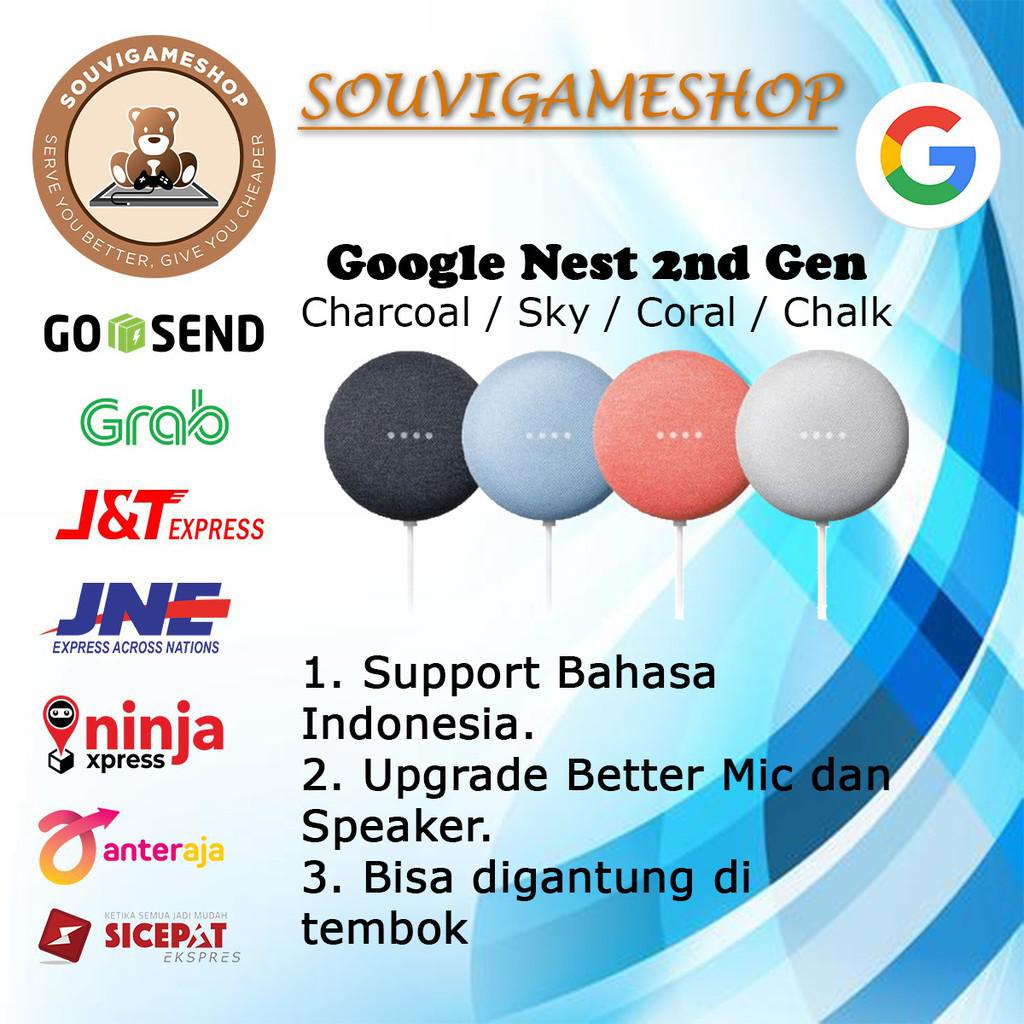 SOUVIGAMESHOP
SERVE YOU BETTER, GIVE YOU CHEAPER
SOUVIGAMESHOP
G
Google Nest 2nd Gen
Charcoal / Sky / Coral / Chalk
GO SEND
Grab
J&T EXPRESS
JNE
EXPRESS ACROSS NATIONS
ninja
xpress
anteraja
KETIKA SEMUA JADI MUDAH
SICEPAT
EKSPRES
1. Support Bahasa
Indonesia.
2. Upgrade Better Mic dan
Speaker.
3. Bisa digantung di
tembok